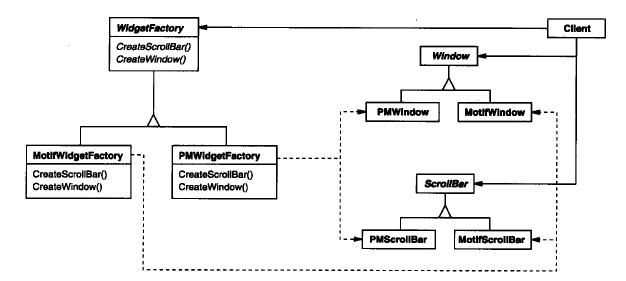 WidgetFactory
CreateScrollBar()
CreateWindow()
Client
Window
PMWindow
MotifWindow
MotifWidgetFactory
CreateScrollBar()
CreateWindow()
PMWidgetFactory
CreateScrollBar()
CreateWindow()
ScrollBar
PMScrollBar
MotifScrollBar